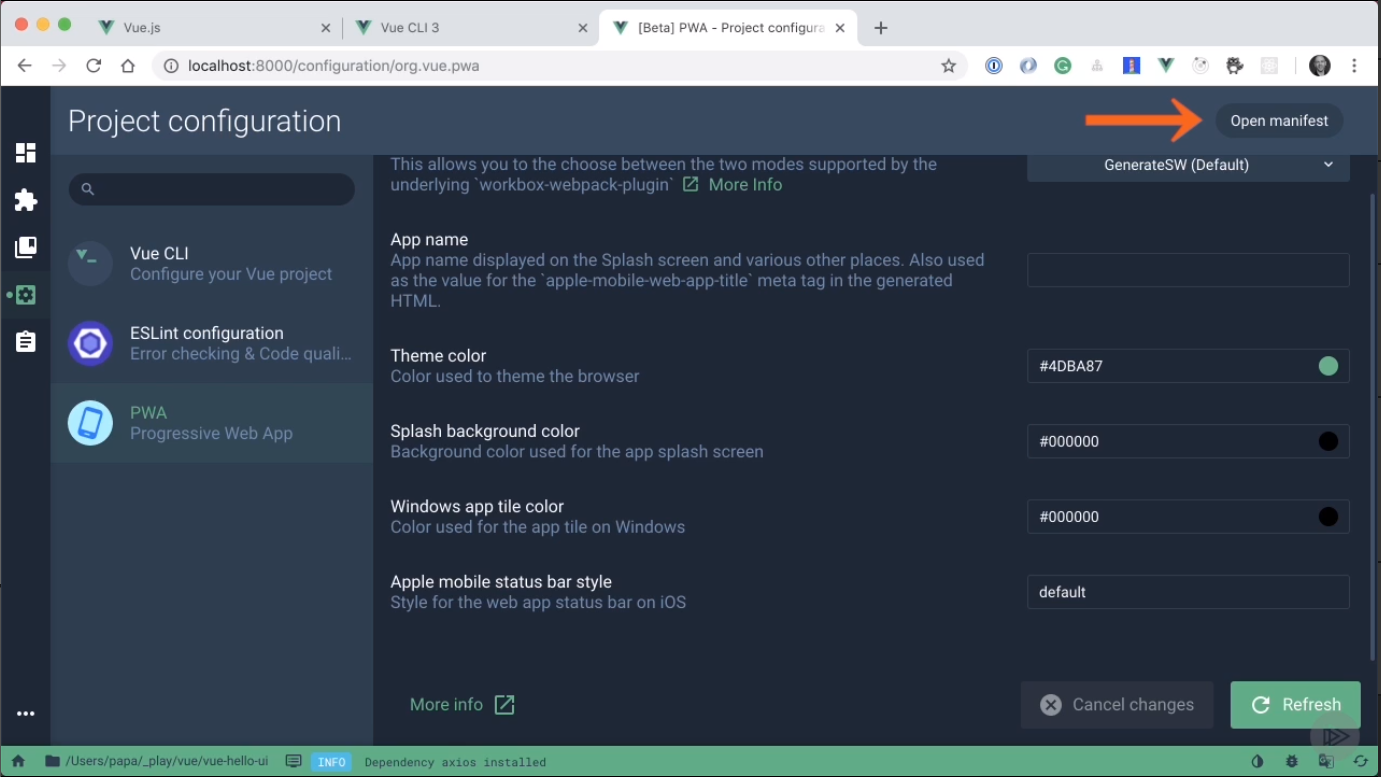 Vue.js
Vue CLI 3
[Beta] PWA - Project configura
localhost:8000/configuration/org.vue.pwa
Project configuration
Open manifest
This allows you to the choose between the two modes supported by the
underlying `workbox-webpack-plugin` More Info
GenerateSW (Default)
Vue CLI
Configure your Vue project
ESLint configuration
Error checking & Code quali...
PWA
Progressive Web App
App name
App name displayed on the Splash screen and various other places. Also used
as the value for the `apple-mobile-web-app-title` meta tag in the generated
HTML.
Theme color
Color used to theme the browser
#4DBA87
Splash background color
Background color used for the app splash screen
#000000
Windows app tile color
Color used for the app tile on Windows
#000000
Apple mobile status bar style
Style for the web app status bar on iOS
default
More info
Cancel changes
Refresh
/Users/papa/_play/vue/vue-hello-ui
INFO
Dependency axios installed